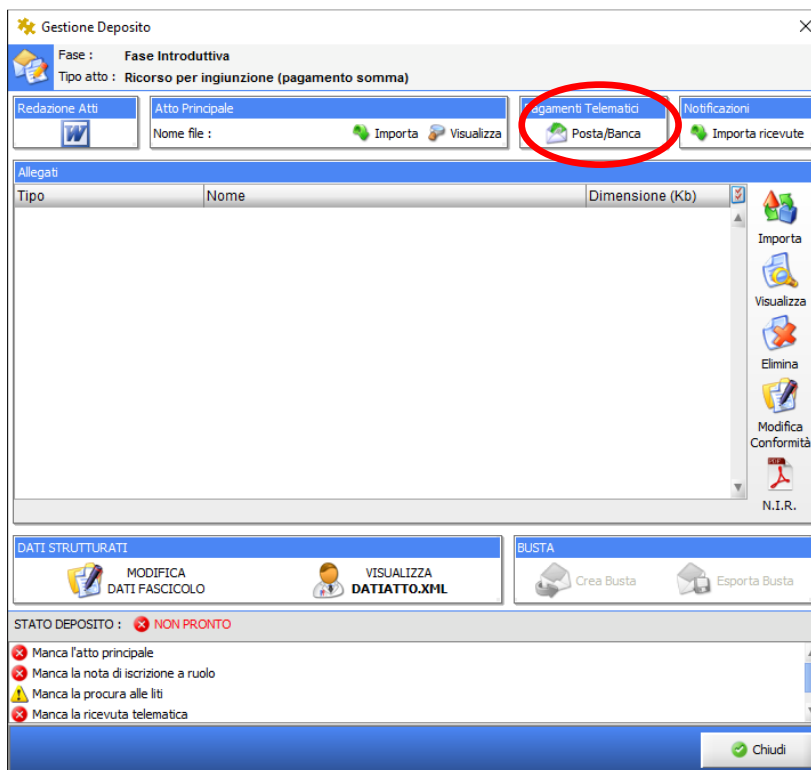 Gestione Deposito
Fase : Fase Introduttiva
Tipo atto : Ricorso per ingiunzione (pagamento somma)
Redazione Atti
Atto Principale
Pagamenti Telematici
Notificazioni
W
Nome file :
Importa
Visualizza
Posta/Banca
Importa ricevute
Allegati
Tipo
Nome
Dimensione (Kb)
Importa
Visualizza
Elimina
Modifica
Conformità
N.I.R.
DATI STRUTTURATI
BUSTA
MODIFICA
DATI FASCICOLO
VISUALIZZA
DATIATTO.XML
Crea Busta
Esporta Busta
STATO DEPOSITO : NON PRONTO
Manca l'atto principale
Manca la nota di iscrizione a ruolo
Manca la procura alle liti
Manca la ricevuta telematica
Chiudi